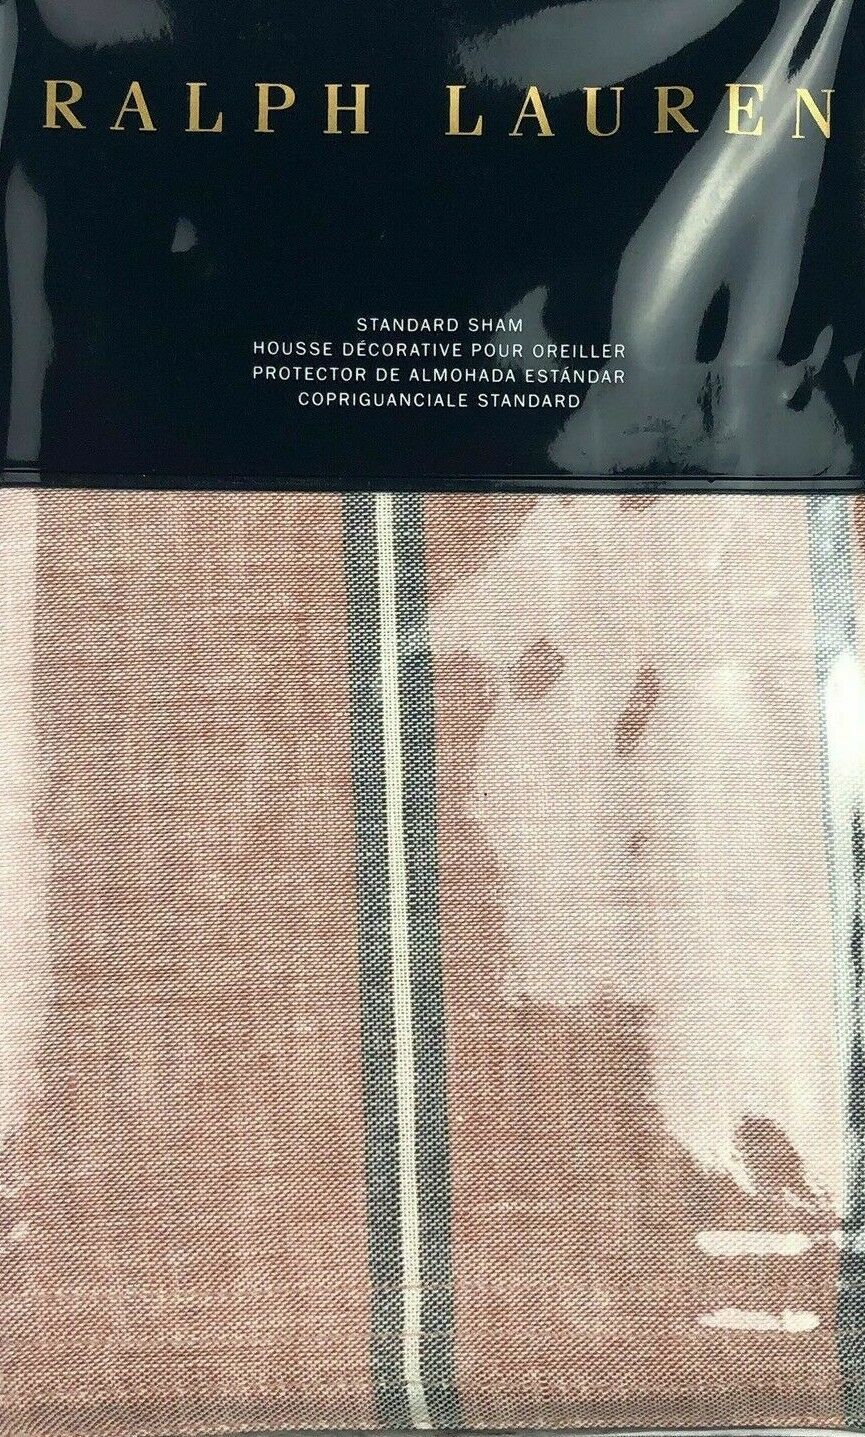 RALPH LAUREN
STANDARD SHAM
HOUSSE DÉCORATIVE POUR OREILLER
PROTECTOR DE ALMOHADA ESTÁNDAR
COPRIGUANCIALE STANDARD